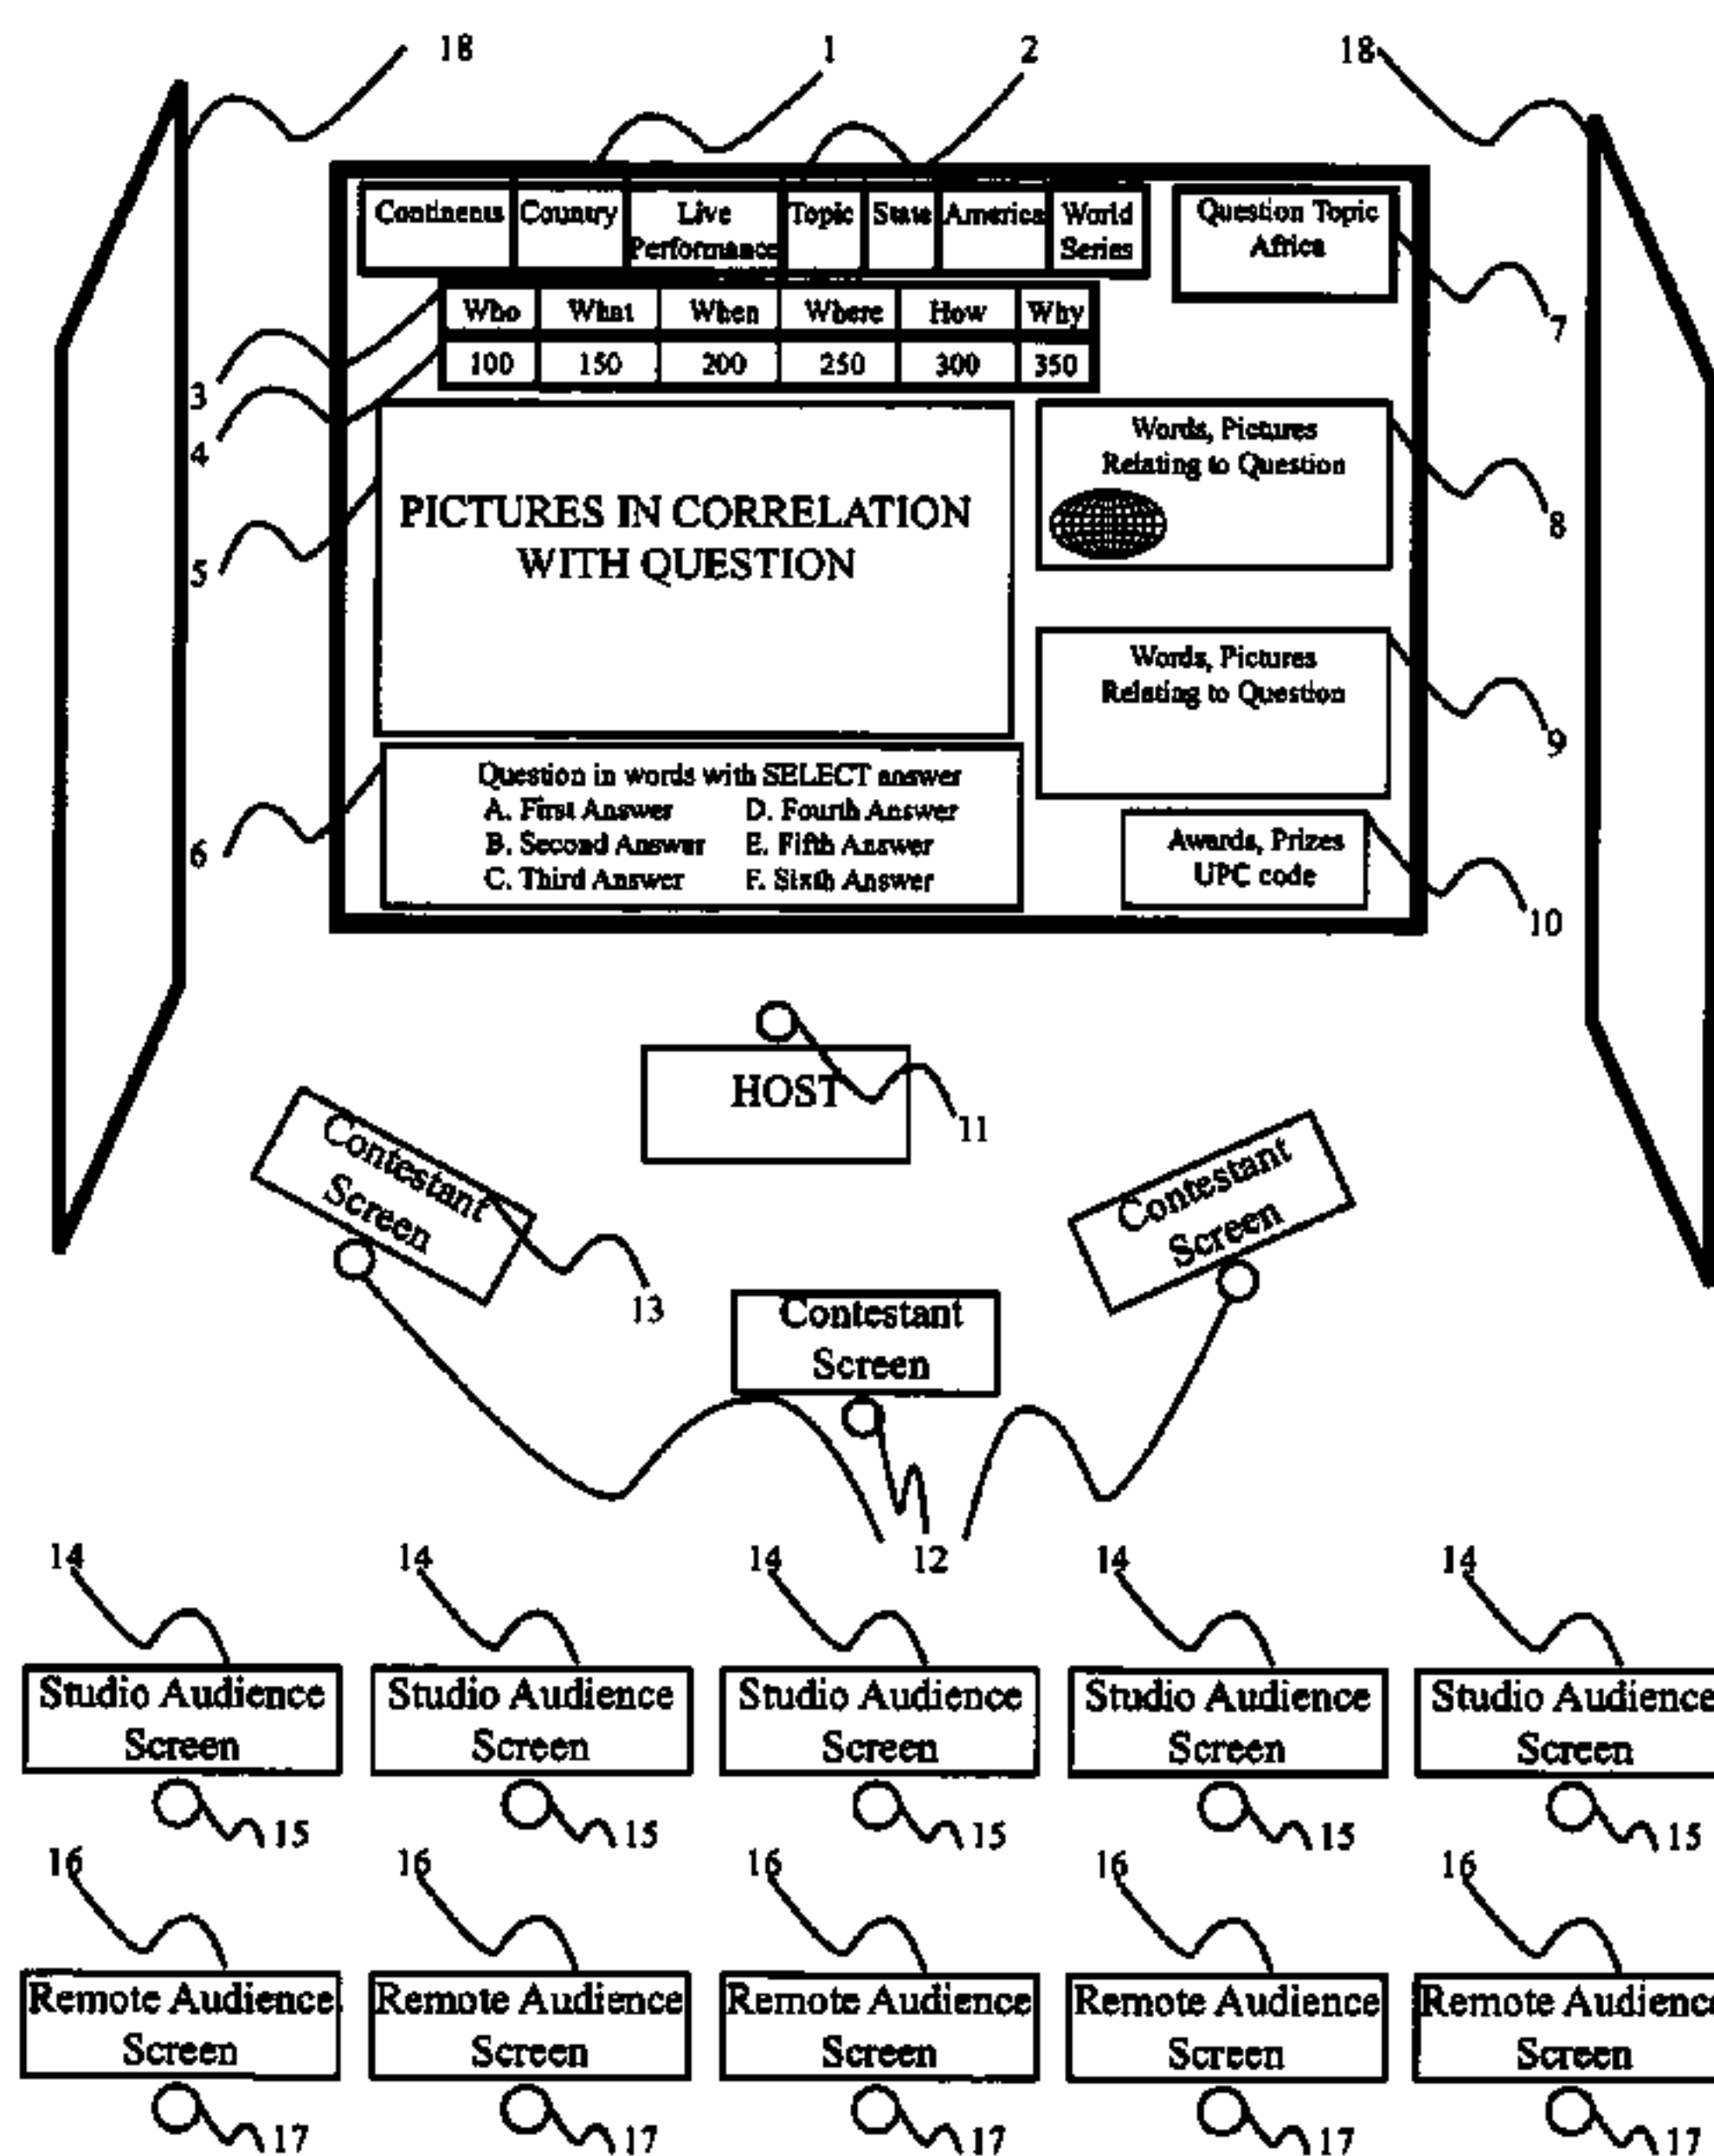 18 1 2 18
Continents Country Live Performance Topic State America World Series
Question Topic
Africa
Who What When Where How Why
7
100 150 200 250 300 350
3
4
Words, Pictures
Relating to Question
8
PICTURES IN CORRELATION
WITH QUESTION
5
Words, Pictures
Relating to Question
9
Question in words with SELECT answer
A. First Answer D. Fourth Answer
B. Second Answer E. Fifth Answer
C. Third Answer F. Sixth Answer
6
Awards, Prizes
UPC code
10
HOST
11
Contestant
Screen
13
Contestant
Screen
Contestant
Screen
12
14 14 14 14 14
Studio Audience Studio Audience Studio Audience Studio Audience Studio Audience
Screen Screen Screen Screen Screen
15 15 15 15 15
16 16 16 16 16
Remote Audience Remote Audience Remote Audience Remote Audience Remote Audience
Screen Screen Screen Screen Screen
17 17 17 17 17